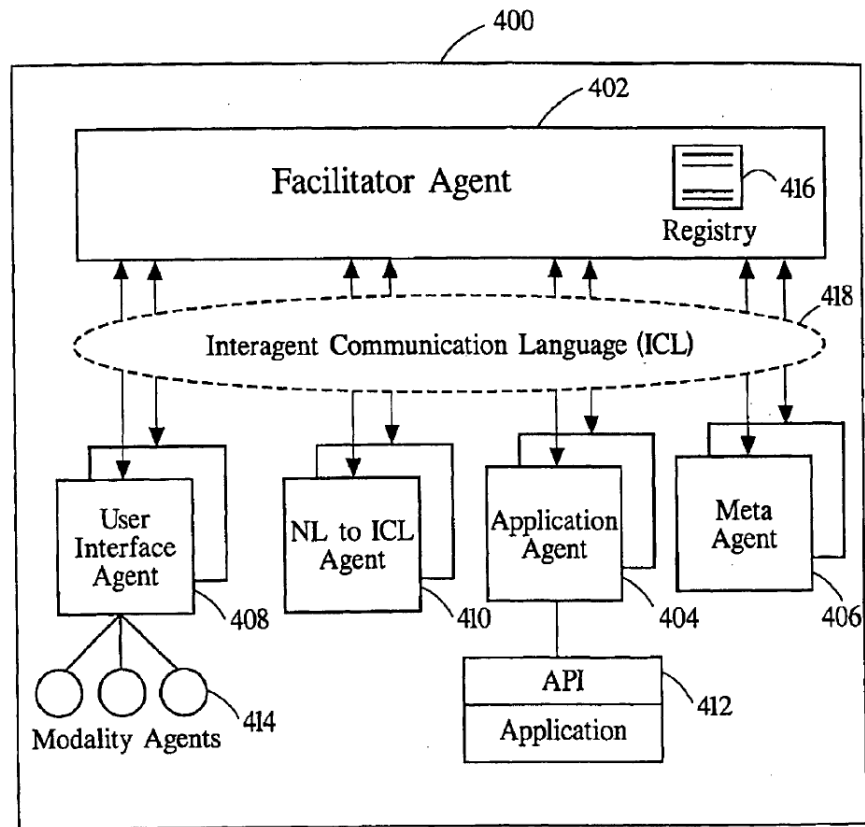 400
402
Facilitator Agent
416
Registry
418
Interagent Communication Language (ICL)
User
Interface
Agent
408
NL to ICL
Agent
410
Application
Agent
404
Meta
Agent
406
414
Modality Agents
API
412
Application